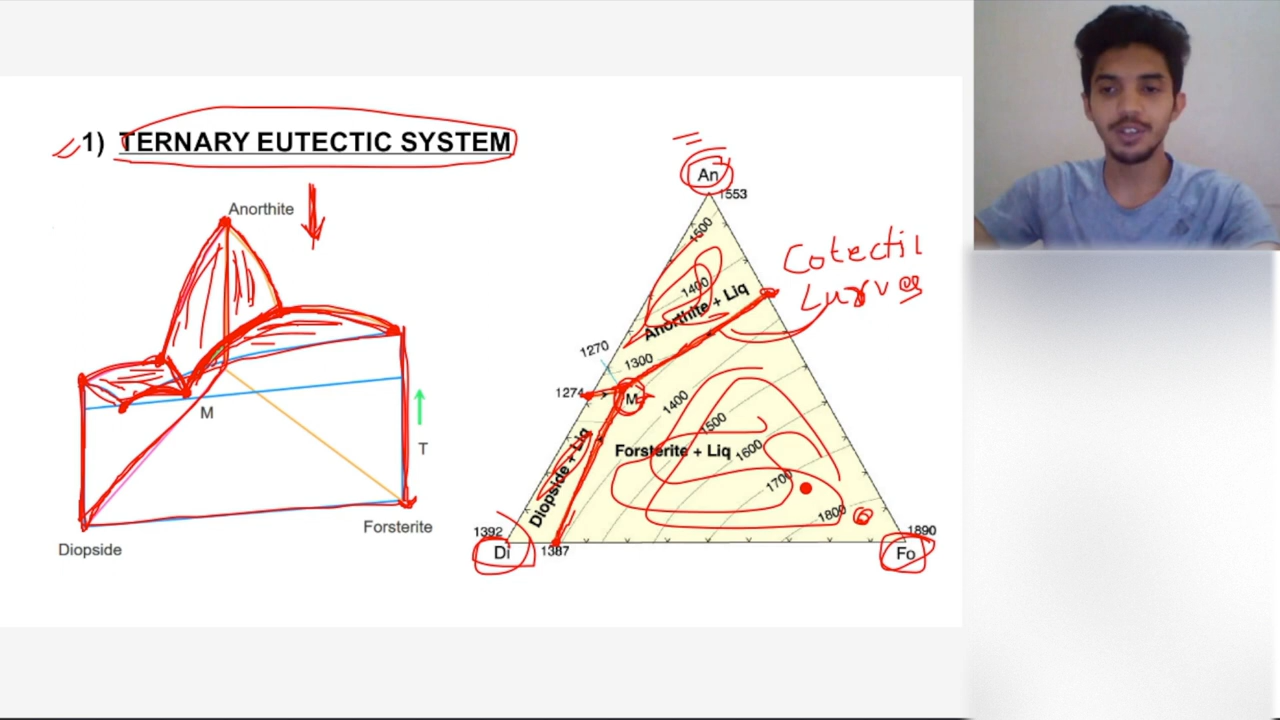 1) TERNARY EUTECTIC SYSTEM
Anorthite
M
T
Forsterite
Diopside
An
1553
1500
1400
Anorthite + Liq
1270
1300
1274
M
1400
1500
Forsterite + Liq
1600
1700
1800
Diopside + Liq
1392
Di
1387
1890
Fo
Cotectic
Curves